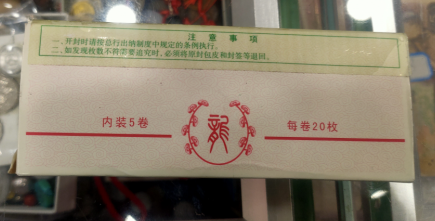 注意事项
一、开封时请按总行出纳制度中规定的条例执行。
二、如发现枚数不符需要追究时，必须将原封包皮和封签等退回。
内装5卷
龍
每卷20枚